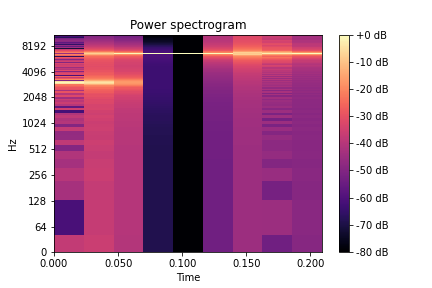 Power spectrogram
8192
4096
2048
1024
512
256
128
64
0
Hz
0.000 0.050 0.100 0.150 0.200
Time
+0 dB
-10 dB
-20 dB
-30 dB
-40 dB
-50 dB
-60 dB
-70 dB
-80 dB